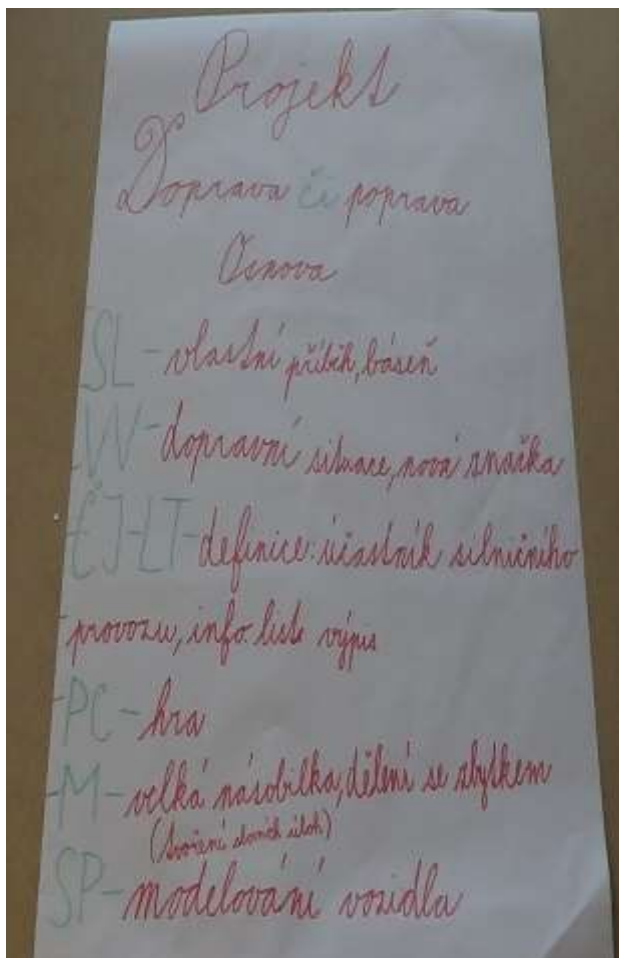 Projekt
Doprava či poprava
Osnova
-SL - vlastní příběh, báseň
-VV - dopravní situace, nová značka
-ČJ-LT - definice: účastník silničního
provozu, info. výpis
-PC - hra
-M - velká násobilka, dělení se zbytkem
(tvoření slovních úloh)
SP - modelování vozidla